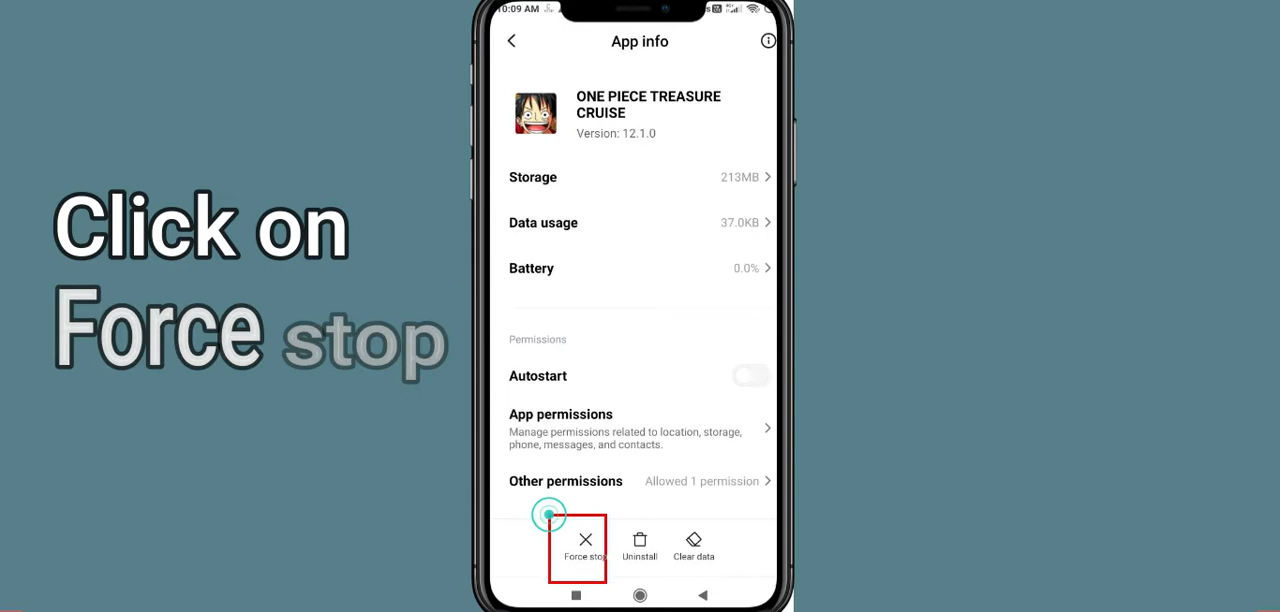 Click on
Force stop
10:09 AM
App info
ONE PIECE TREASURE
CRUISE
Version: 12.1.0
Storage 213MB
Data usage 37.0KB
Battery 0.0%
Permissions
Autostart
App permissions
Manage permissions related to location, storage,
phone, messages, and contacts.
Other permissions Allowed 1 permission
Force stop Uninstall Clear data